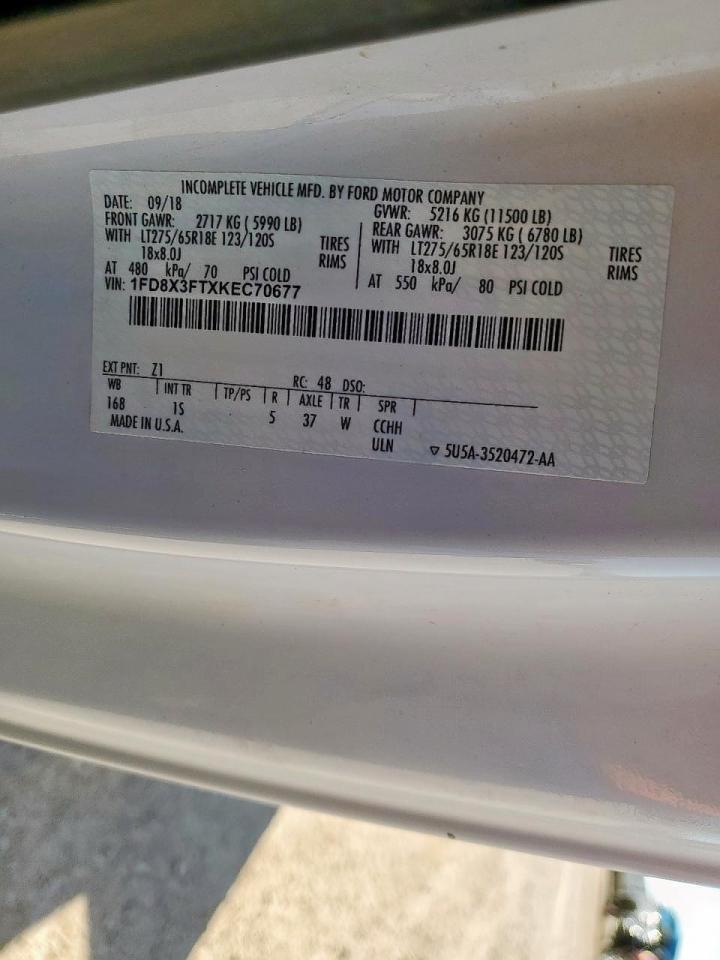 INCOMPLETE VEHICLE MFD. BY FORD MOTOR COMPANY
DATE: 09/18 GVWR: 5216 KG (11500 LB)
FRONT GAWR: 2717 KG ( 5990 LB) REAR GAWR: 3075 KG ( 6780 LB)
WITH LT275/65R18E 123/120S TIRES WITH LT275/65R18E 123/120S TIRES
18x8.0J RIMS 18x8.0J RIMS
AT 480 kPa/ 70 PSI COLD AT 550 kPa/ 80 PSI COLD
VIN: 1FD8X3FTXKEC70677
EXT PNT: Z1 RC: 48 DSO:
WB INT TR TP/PS R AXLE TR SPR
168 1S 5 37 W CCHH
MADE IN U.S.A. ULN ▽ 5U5A-3520472-AA